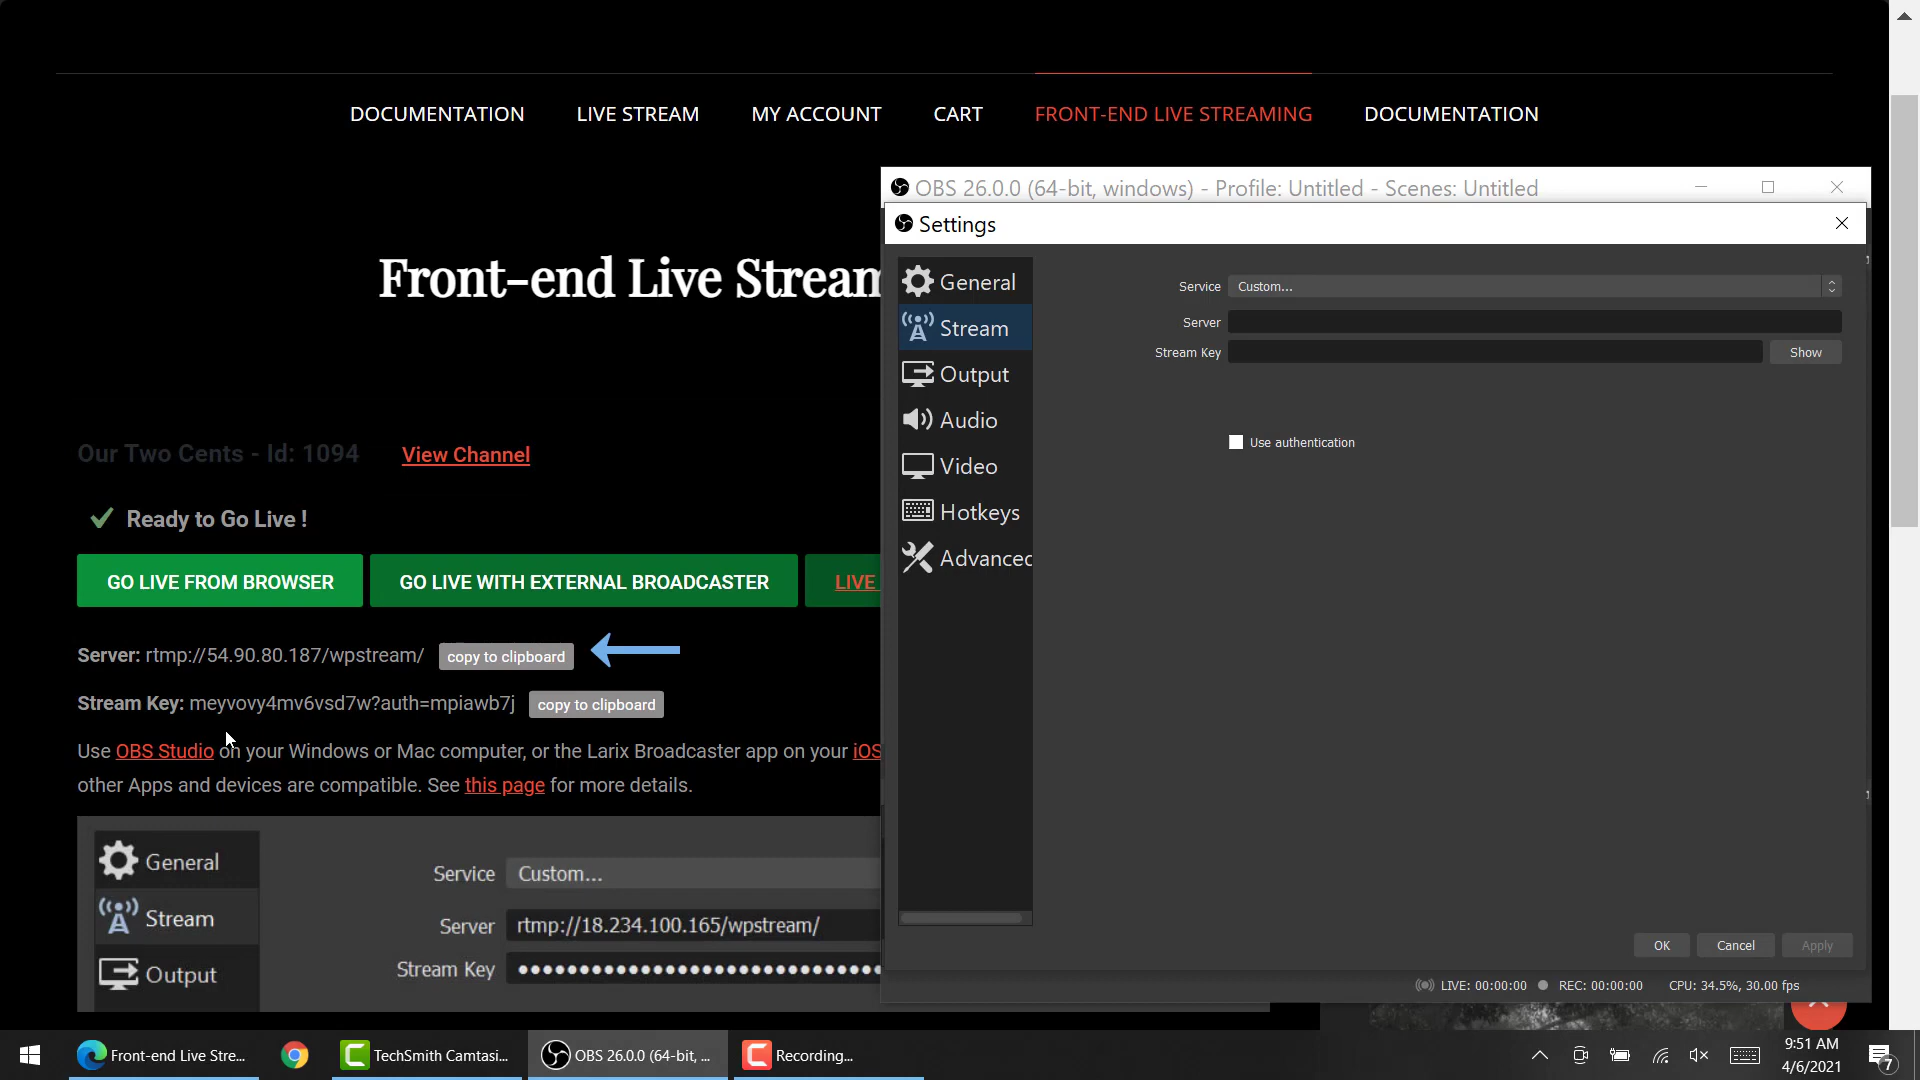 DOCUMENTATION LIVE STREAM MY ACCOUNT CART FRONT-END LIVE STREAMING DOCUMENTATION
OBS 26.0.0 (64-bit, windows) - Profile: Untitled - Scenes: Untitled
Settings
General
Stream
Output
Audio
Video
Hotkeys
Advanced
Service Custom...
Server
Stream Key Show
Use authentication
OK Cancel Apply
LIVE: 00:00:00 REC: 00:00:00 CPU: 34.5%, 30.00 fps
Front-end Live Stream
Our Two Cents - Id: 1094 View Channel
Ready to Go Live !
GO LIVE FROM BROWSER GO LIVE WITH EXTERNAL BROADCASTER LIVE
Server: rtmp://54.90.80.187/wpstream/ copy to clipboard
Stream Key: meyvovy4mv6vsd7w?auth=mpiawb7j copy to clipboard
Use OBS Studio on your Windows or Mac computer, or the Larix Broadcaster app on your iOS
other Apps and devices are compatible. See this page for more details.
General
Stream
Output
Service Custom...
Server rtmp://18.234.100.165/wpstream/
Stream Key
Front-end Live Stre... TechSmith Camtasi... OBS 26.0.0 (64-bit, ... Recording...
9:51 AM
4/6/2021
7